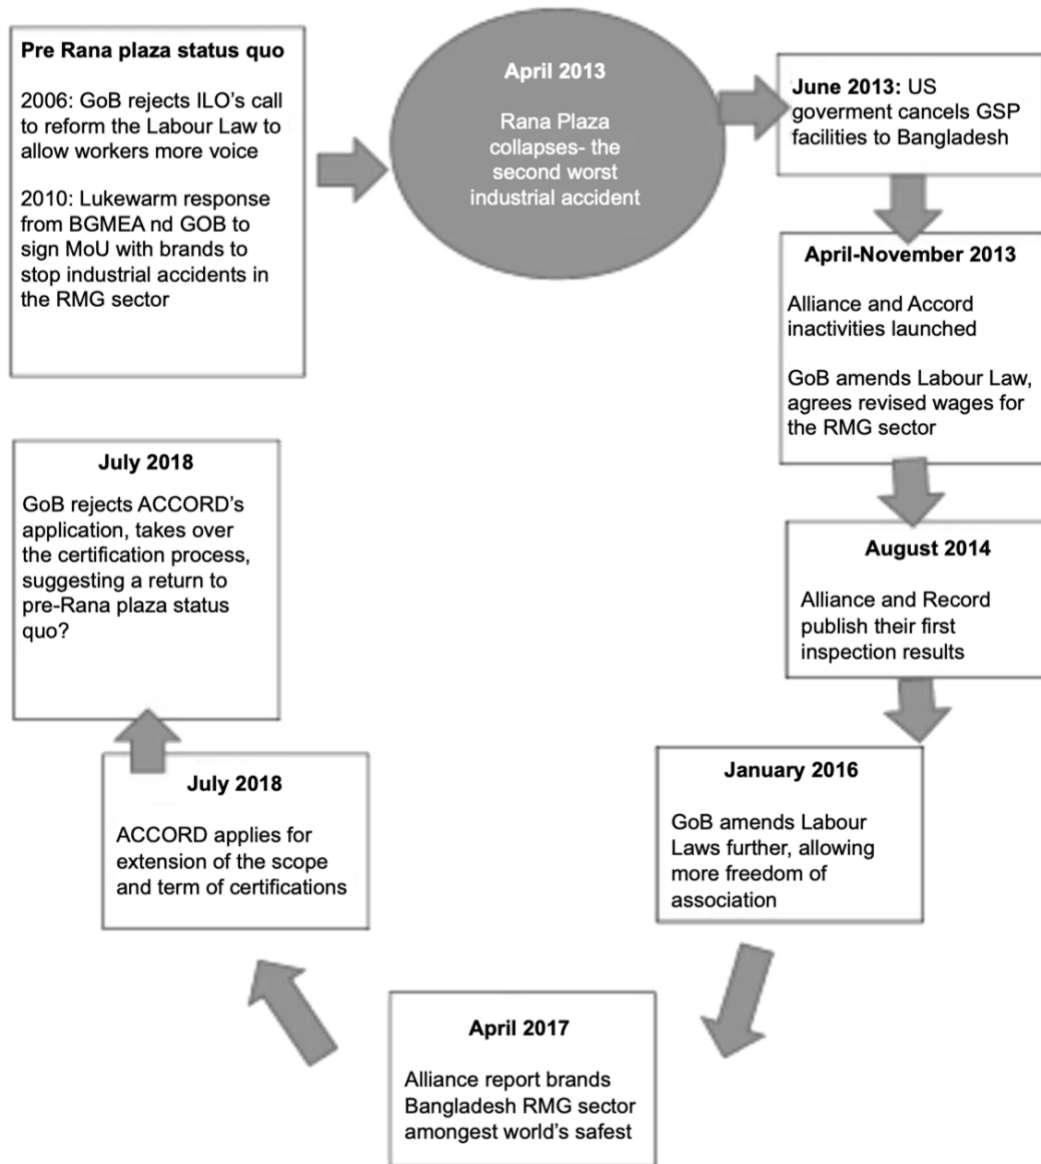 Pre Rana plaza status quo
2006: GoB rejects ILO's call
to reform the Labour Law to
allow workers more voice
2010: Lukewarm response
from BGMEA nd GOB to
sign MoU with brands to
stop industrial accidents in
the RMG sector
April 2013
Rana Plaza
collapses- the
second worst
industrial accident
June 2013: US
goverment cancels GSP
facilities to Bangladesh
April-November 2013
Alliance and Accord
inactivities launched
GoB amends Labour Law,
agrees revised wages for
the RMG sector
August 2014
Alliance and Record
publish their first
inspection results
January 2016
GoB amends Labour
Laws further, allowing
more freedom of
association
April 2017
Alliance report brands
Bangladesh RMG sector
amongest world's safest
July 2018
ACCORD applies for
extension of the scope
and term of certifications
July 2018
GoB rejects ACCORD's
application, takes over
the certification process,
suggesting a return to
pre-Rana plaza status
quo?